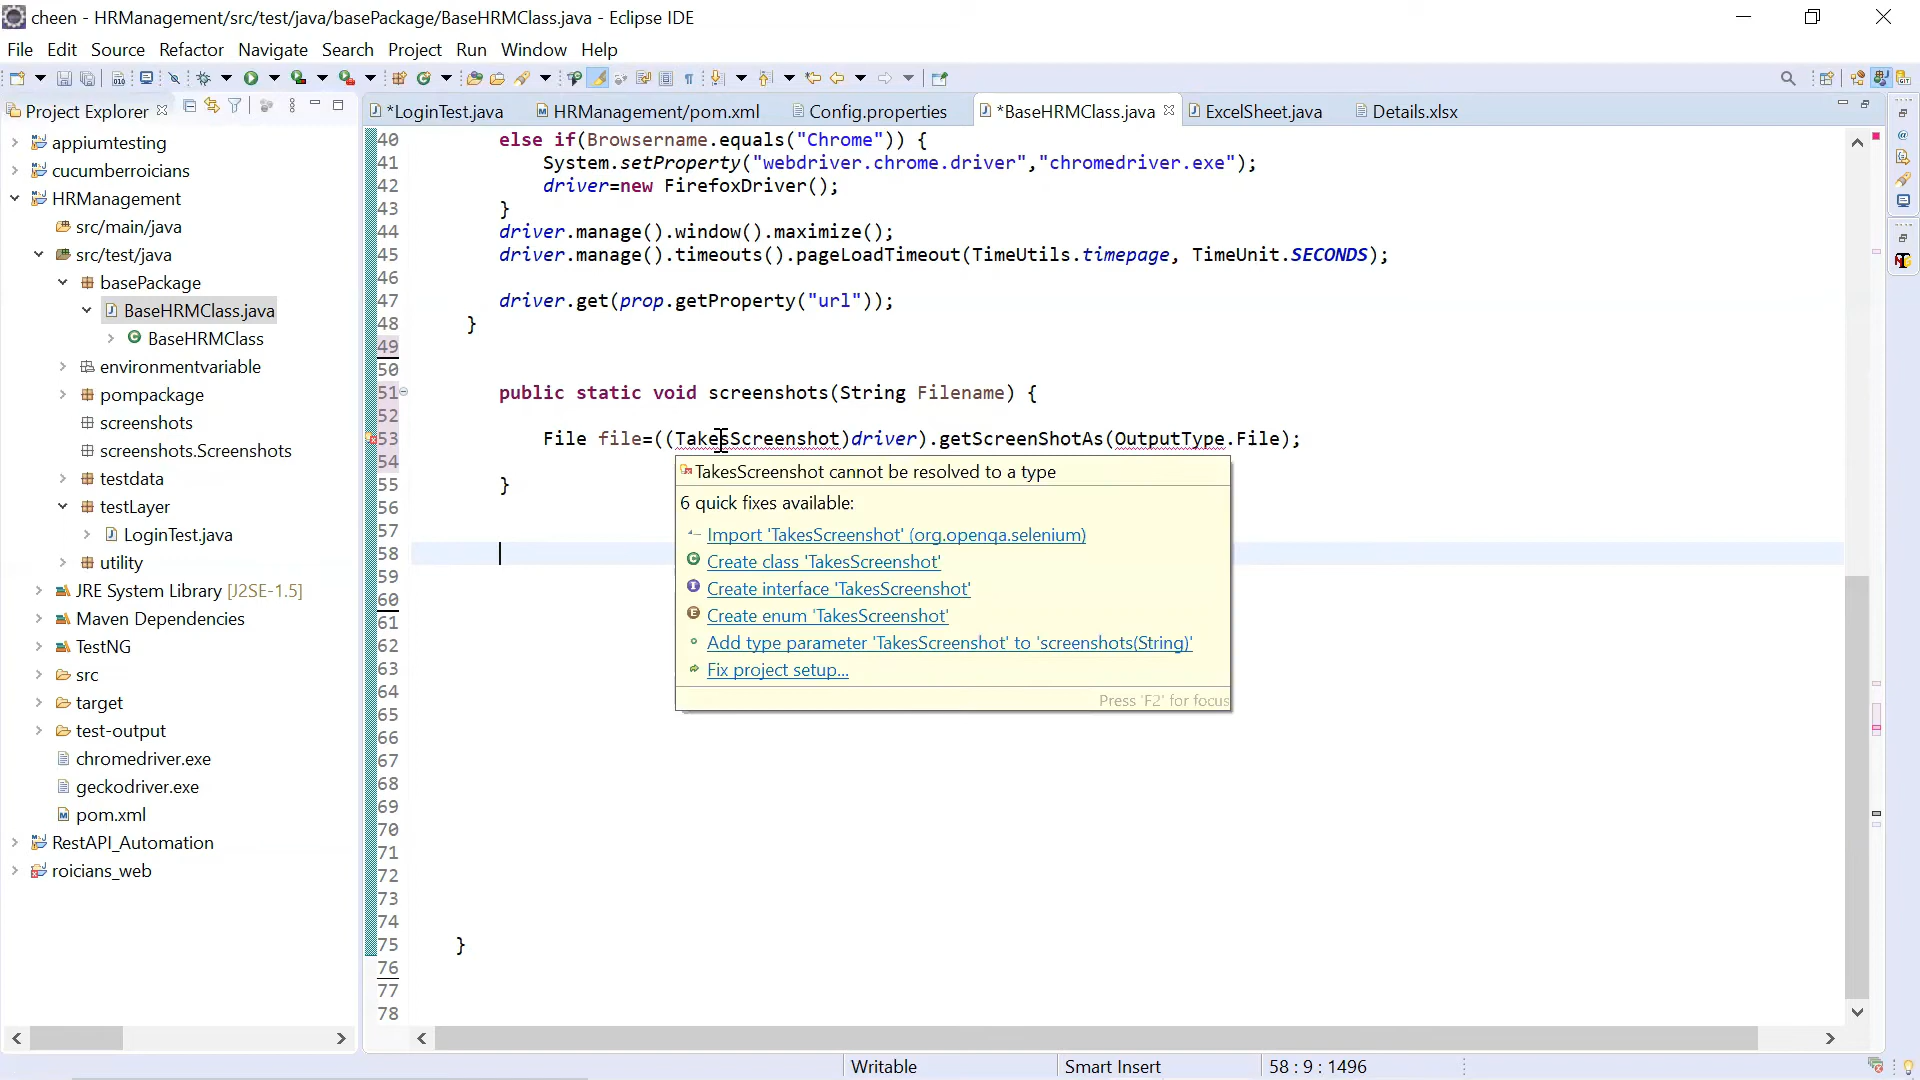 cheen - HRManagement/src/test/java/basePackage/BaseHRMClass.java - Eclipse IDE
File Edit Source Refactor Navigate Search Project Run Window Help
Project Explorer
*LoginTest.java HRManagement/pom.xml Config.properties *BaseHRMClass.java ExcelSheet.java Details.xlsx
appiumtesting
cucumberroicians
HRManagement
src/main/java
src/test/java
basePackage
BaseHRMClass.java
BaseHRMClass
environmentvariable
pompackage
screenshots
screenshots.Screenshots
testdata
testLayer
LoginTest.java
utility
JRE System Library [J2SE-1.5]
Maven Dependencies
TestNG
src
target
test-output
chromedriver.exe
geckodriver.exe
pom.xml
RestAPI_Automation
roicians_web
40 else if(Browsername.equals("Chrome")) {
41 System.setProperty("webdriver.chrome.driver","chromedriver.exe");
42 driver=new FirefoxDriver();
43 }
44 driver.manage().window().maximize();
45 driver.manage().timeouts().pageLoadTimeout(TimeUtils.timepage, TimeUnit.SECONDS);
46
47 driver.get(prop.getProperty("url"));
48 }
49
50
51 public static void screenshots(String Filename) {
52
53 File file=((TakesScreenshot)driver).getScreenShotAs(OutputType.File);
54
55 }
56
57
58
59
60
61
62
63
64
65
66
67
68
69
70
71
72
73
74
75 }
76
77
78
TakesScreenshot cannot be resolved to a type
6 quick fixes available:
Import 'TakesScreenshot' (org.openqa.selenium)
Create class 'TakesScreenshot'
Create interface 'TakesScreenshot'
Create enum 'TakesScreenshot'
Add type parameter 'TakesScreenshot' to 'screenshots(String)'
Fix project setup...
Press 'F2' for focus
Writable Smart Insert 58 : 9 : 1496